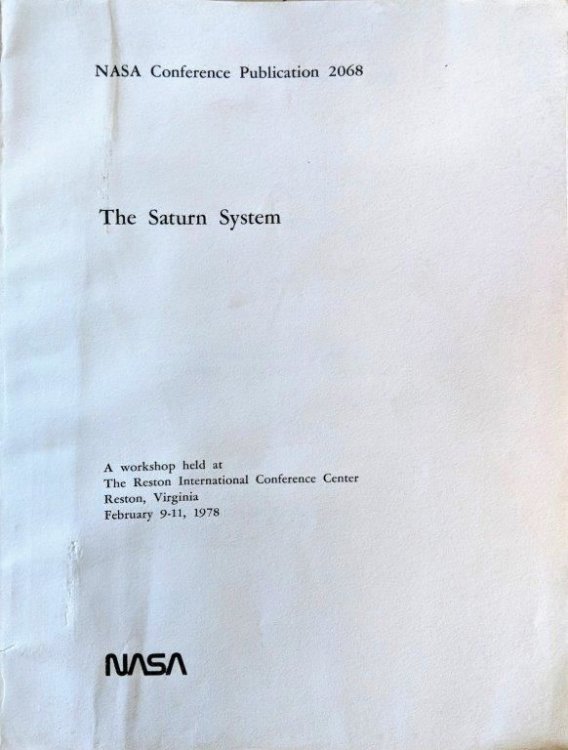 NASA Conference Publication 2068
The Saturn System
A workshop held at
The Reston International Conference Center
Reston, Virginia
February 9-11, 1978
NASA